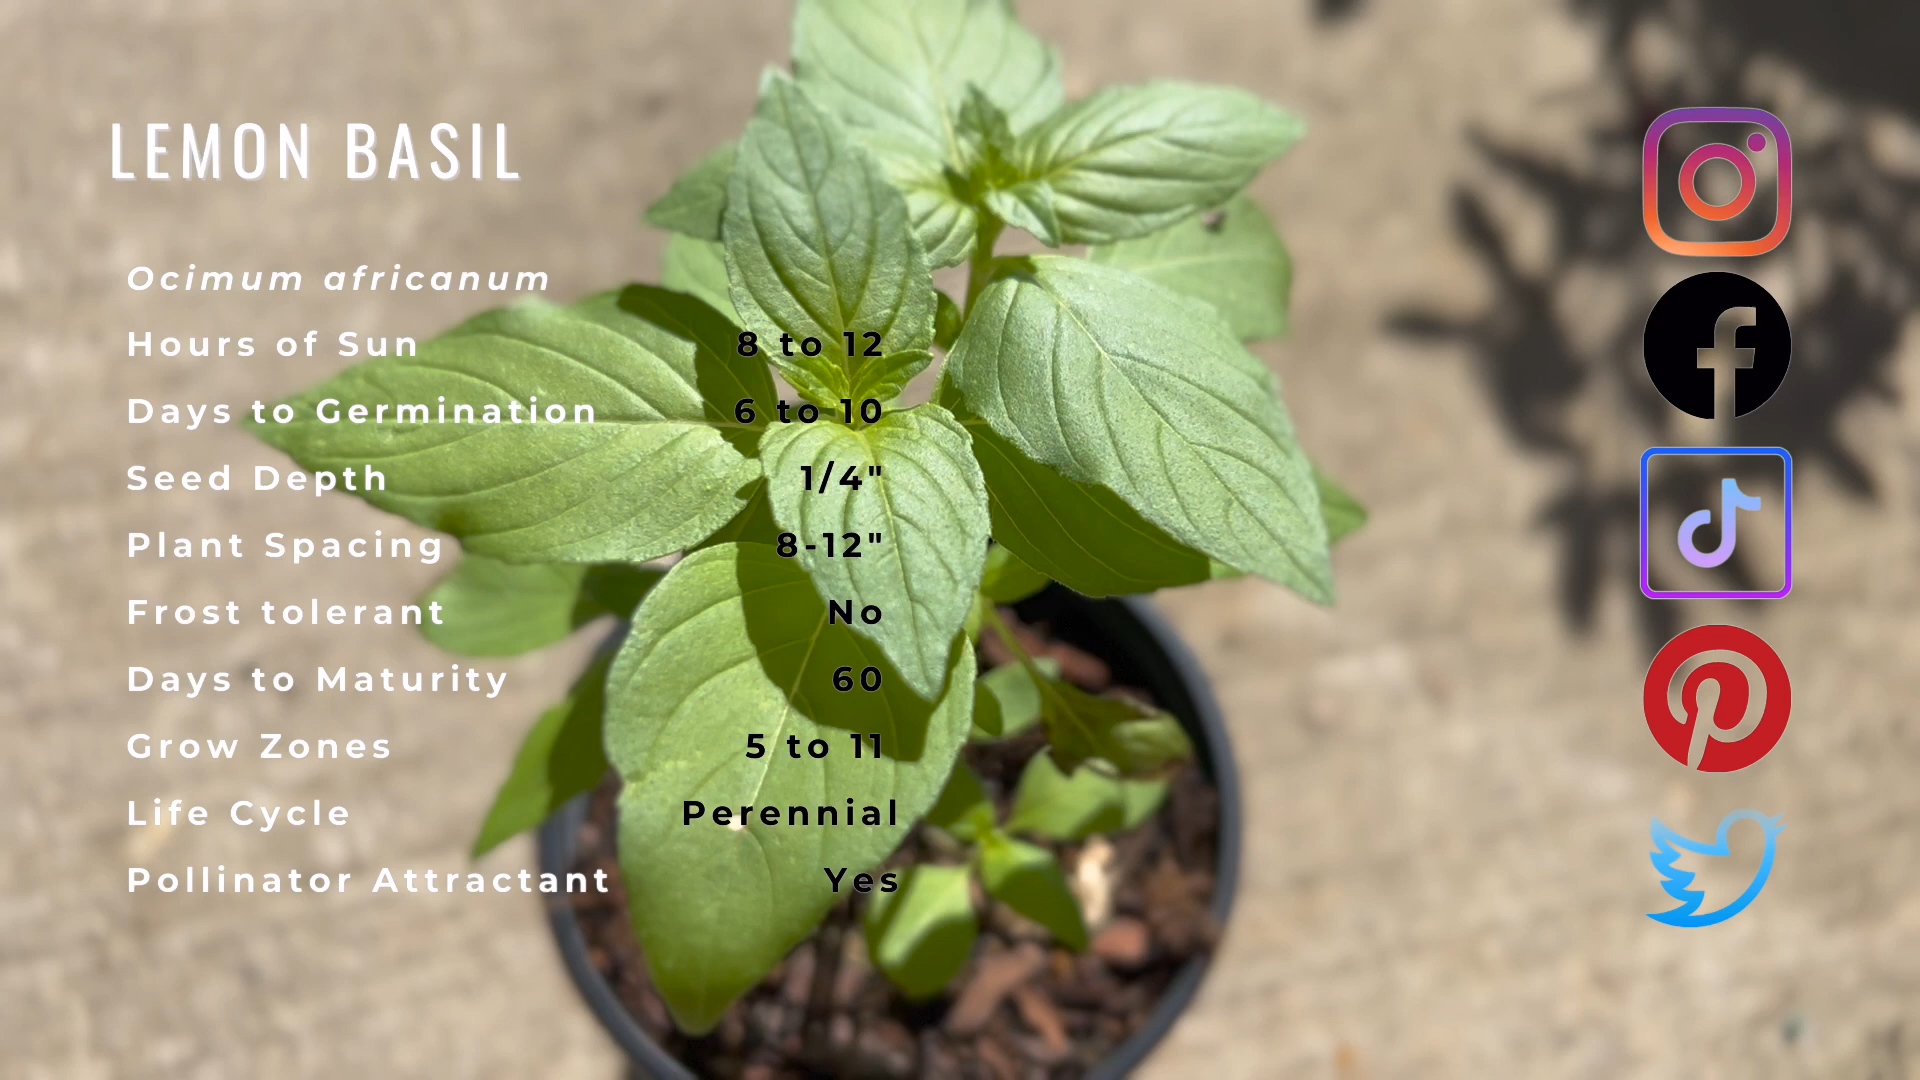 LEMON BASIL
Ocimum africanum
Hours of Sun 8 to 12
Days to Germination 6 to 10
Seed Depth 1/4"
Plant Spacing 8-12"
Frost tolerant No
Days to Maturity 60
Grow Zones 5 to 11
Life Cycle Perennial
Pollinator Attractant Yes